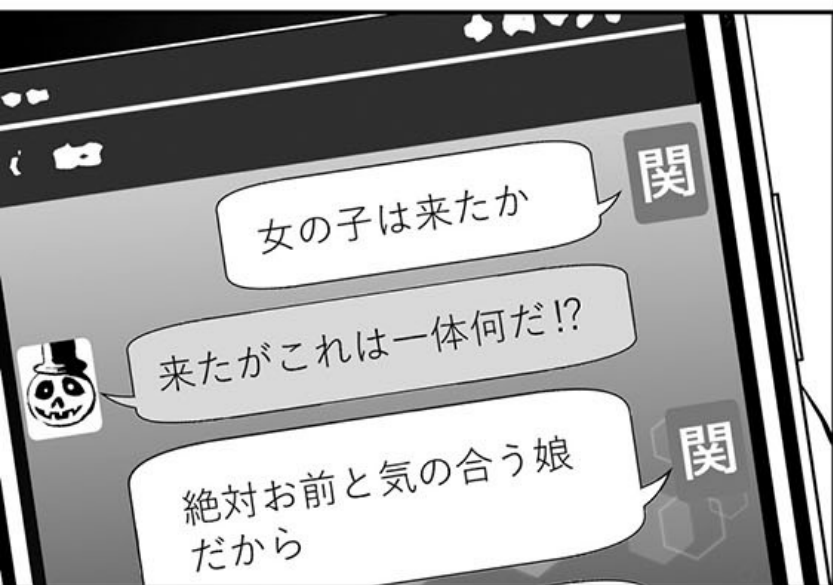 関
女の子は来たか
来たがこれは一体何だ!?
関
絶対お前と気の合う娘
だから